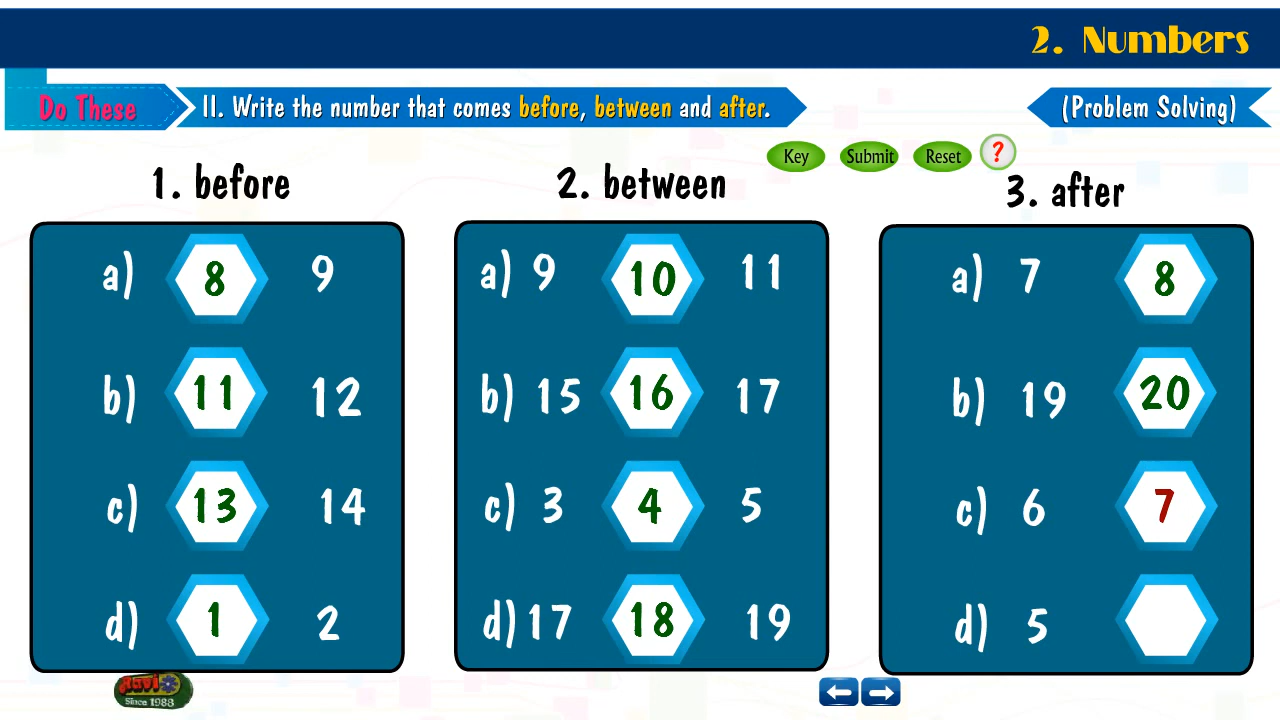 2. Numbers
Do These
II. Write the number that comes before, between and after.
(Problem Solving)
Key Submit Reset ?
1. before
a) 8 9
b) 11 12
c) 13 14
d) 1 2
2. between
a) 9 10 11
b) 15 16 17
c) 3 4 5
d) 17 18 19
3. after
a) 7 8
b) 19 20
c) 6 7
d) 5
Ravi
Since 1988